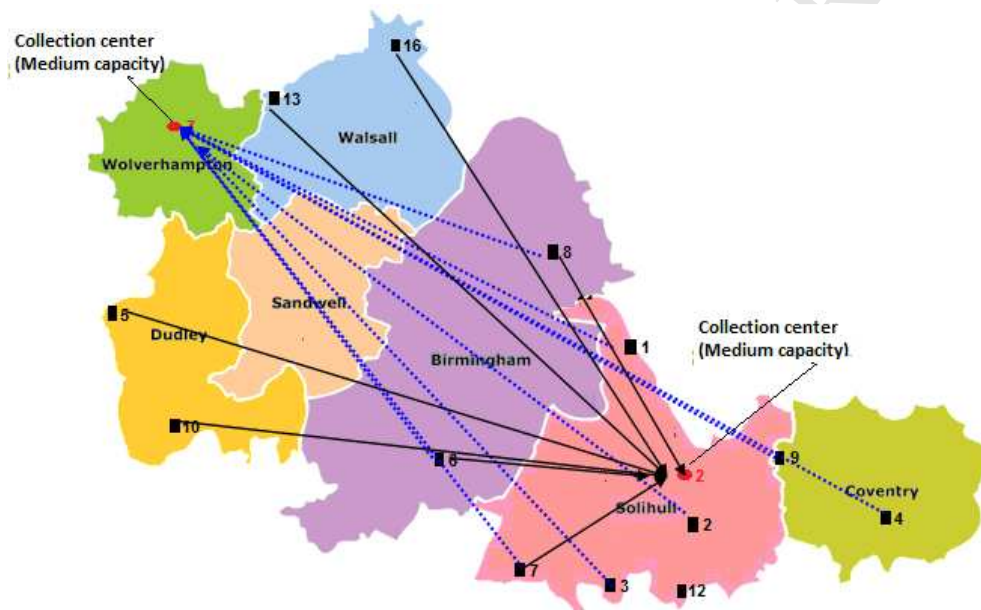 Collection center
(Medium capacity)
16
13
7
Walsall
Wolverhampton
8
5
Sandwell
Dudley
Collection center
(Medium capacity)
1
Birmingham
10
6
9
2
Coventry
Solihull
2
4
7
3
12